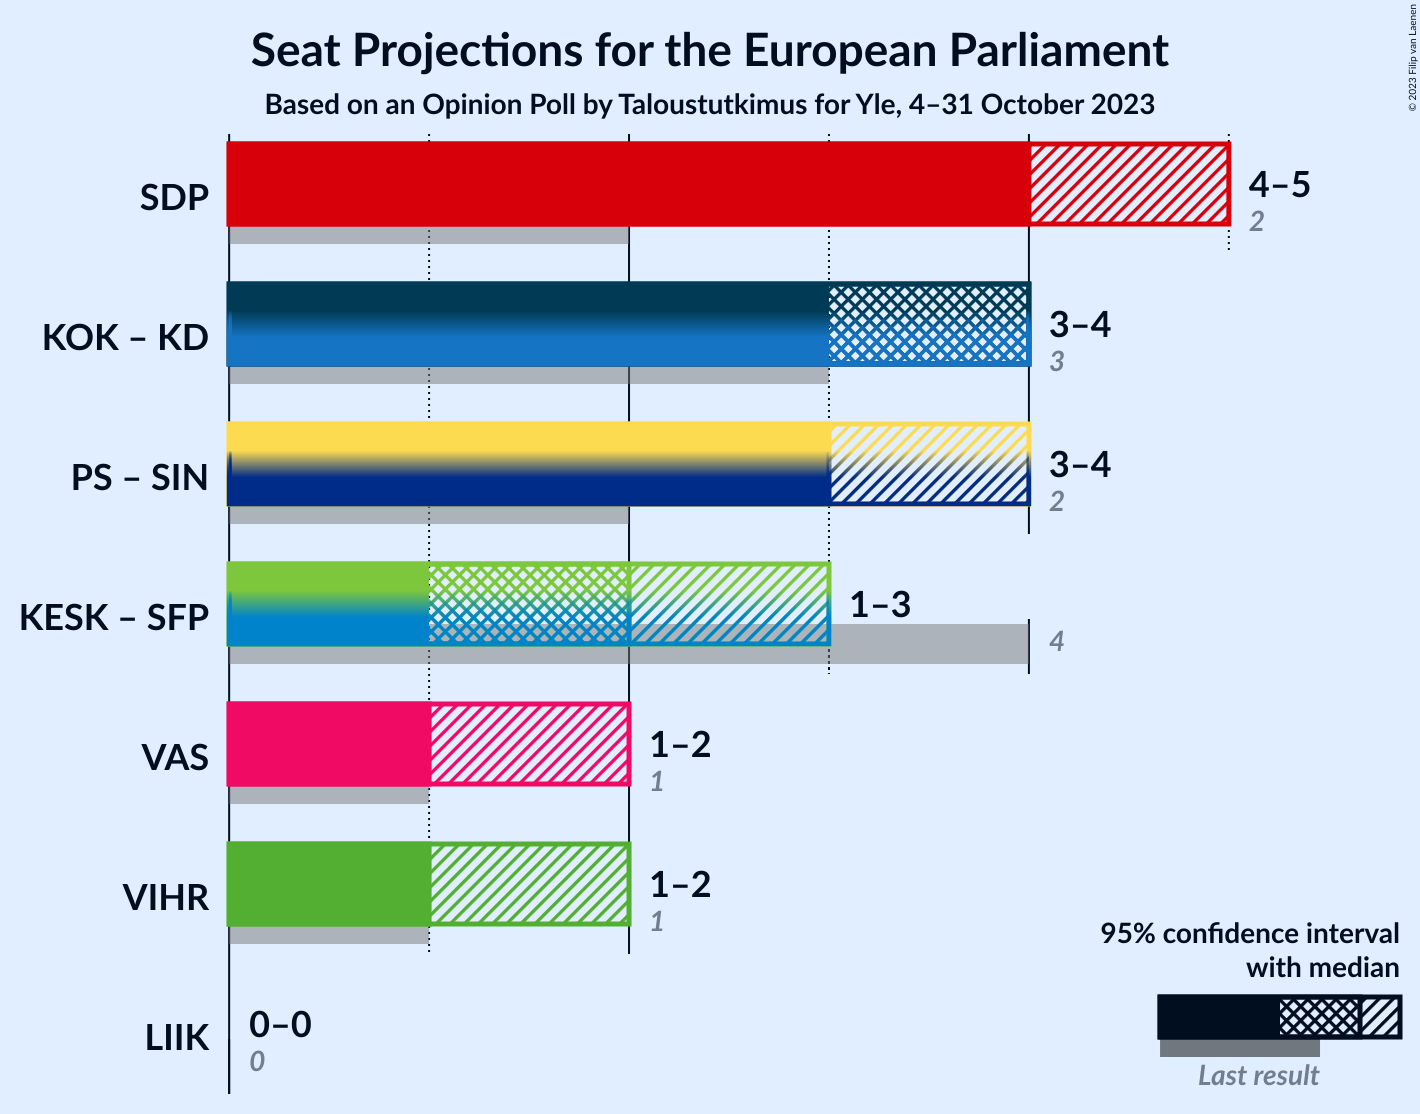 Seat Projections for the European Parliament
Based on an Opinion Poll by Taloustutkimus for Yle, 4–31 October 2023
© 2023 Filip van Laenen
SDP
4–5
2
KOK – KD
3–4
3
PS – SIN
3–4
2
KESK – SFP
1–3
4
VAS
1–2
1
VIHR
1–2
1
LIIK
0–0
0
95% confidence interval
with median
Last result